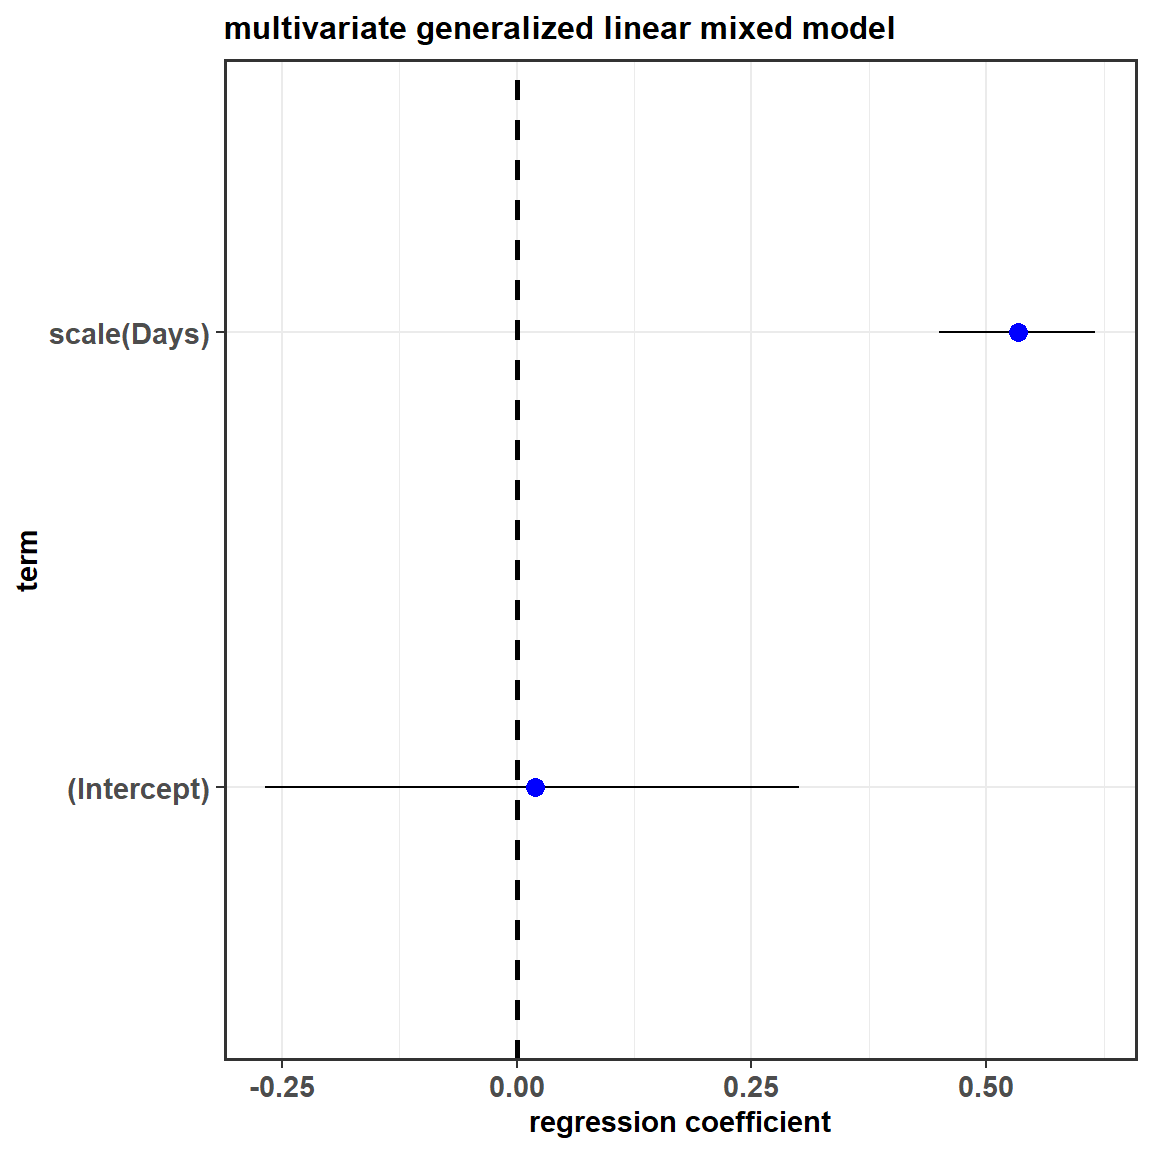 multivariate generalized linear mixed model
term
scale(Days)
(Intercept)
-0.25 0.00 0.25 0.50
regression coefficient